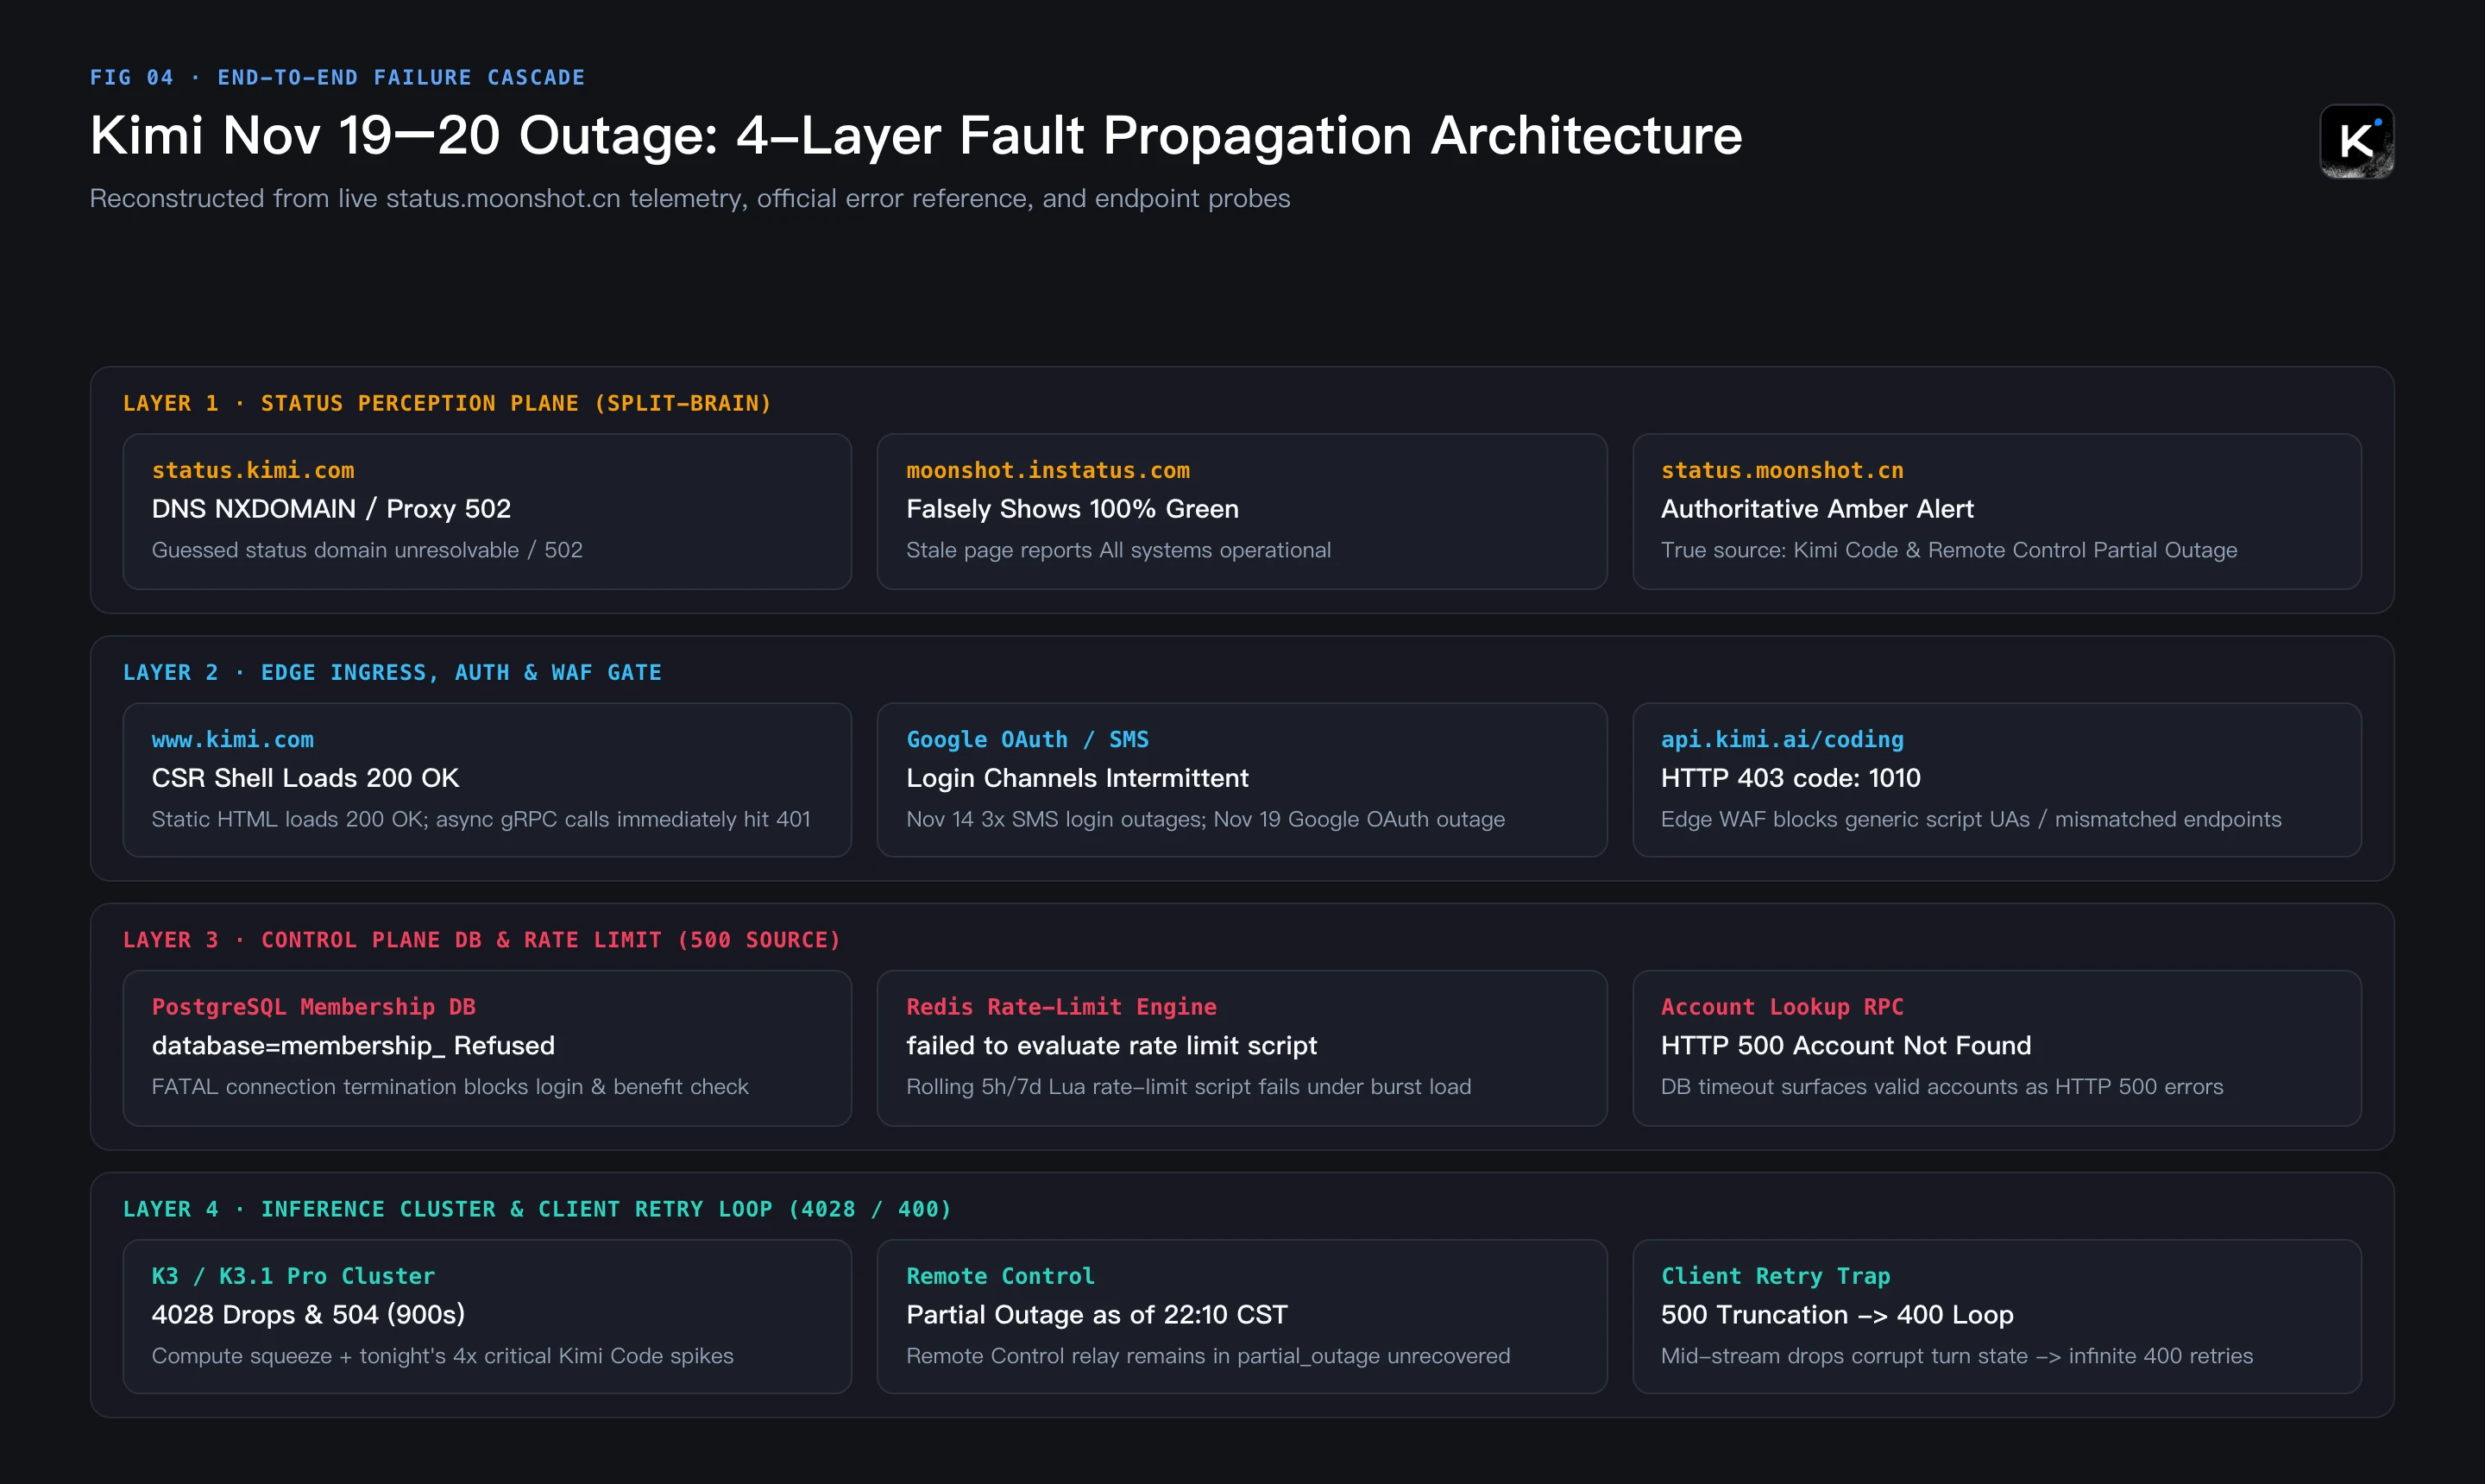 FIG 04 · END-TO-END FAILURE CASCADE
Kimi Nov 19—20 Outage: 4-Layer Fault Propagation Architecture
K
Reconstructed from live status.moonshot.cn telemetry, official error reference, and endpoint probes
LAYER 1 · STATUS PERCEPTION PLANE (SPLIT-BRAIN)
status.kimi.com
DNS NXDOMAIN / Proxy 502
Guessed status domain unresolvable / 502
moonshot.instatus.com
Falsely Shows 100% Green
Stale page reports All systems operational
status.moonshot.cn
Authoritative Amber Alert
True source: Kimi Code & Remote Control Partial Outage
LAYER 2 · EDGE INGRESS, AUTH & WAF GATE
www.kimi.com
CSR Shell Loads 200 OK
Static HTML loads 200 OK; async gRPC calls immediately hit 401
Google OAuth / SMS
Login Channels Intermittent
Nov 14 3x SMS login outages; Nov 19 Google OAuth outage
api.kimi.ai/coding
HTTP 403 code: 1010
Edge WAF blocks generic script UAs / mismatched endpoints
LAYER 3 · CONTROL PLANE DB & RATE LIMIT (500 SOURCE)
PostgreSQL Membership DB
database=membership_ Refused
FATAL connection termination blocks login & benefit check
Redis Rate-Limit Engine
failed to evaluate rate limit script
Rolling 5h/7d Lua rate-limit script fails under burst load
Account Lookup RPC
HTTP 500 Account Not Found
DB timeout surfaces valid accounts as HTTP 500 errors
LAYER 4 · INFERENCE CLUSTER & CLIENT RETRY LOOP (4028 / 400)
K3 / K3.1 Pro Cluster
4028 Drops & 504 (900s)
Compute squeeze + tonight's 4x critical Kimi Code spikes
Remote Control
Partial Outage as of 22:10 CST
Remote Control relay remains in partial_outage unrecovered
Client Retry Trap
500 Truncation -> 400 Loop
Mid-stream drops corrupt turn state -> infinite 400 retries